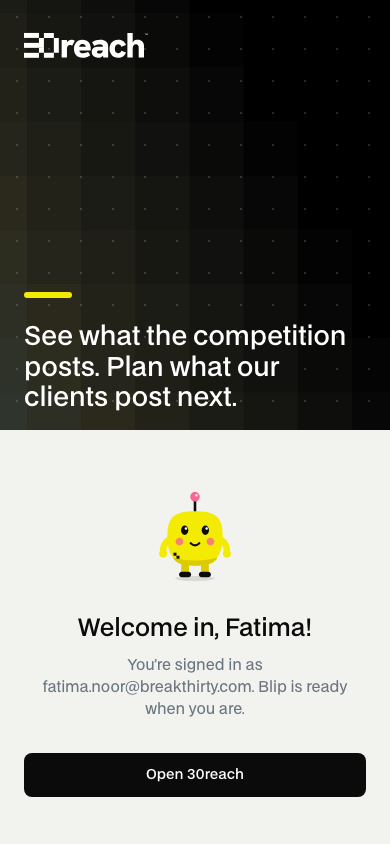 30reach
See what the competition
posts. Plan what our
clients post next.
Welcome in, Fatima!
You're signed in as
fatima.noor@breakthirty.com. Blip is ready
when you are.
Open 30reach